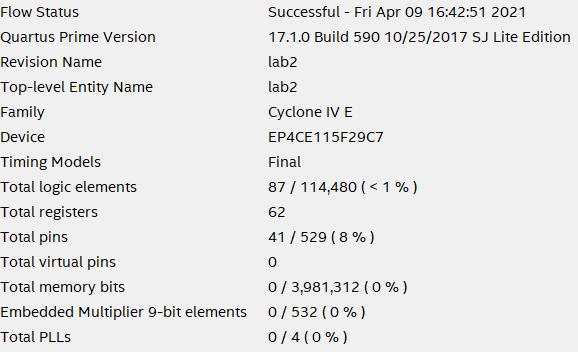 Flow Status Successful - Fri Apr 09 16:42:51 2021
Quartus Prime Version 17.1.0 Build 590 10/25/2017 SJ Lite Edition
Revision Name lab2
Top-level Entity Name lab2
Family Cyclone IV E
Device EP4CE115F29C7
Timing Models Final
Total logic elements 87 / 114,480 ( < 1 % )
Total registers 62
Total pins 41 / 529 ( 8 % )
Total virtual pins 0
Total memory bits 0 / 3,981,312 ( 0 % )
Embedded Multiplier 9-bit elements 0 / 532 ( 0 % )
Total PLLs 0 / 4 ( 0 % )